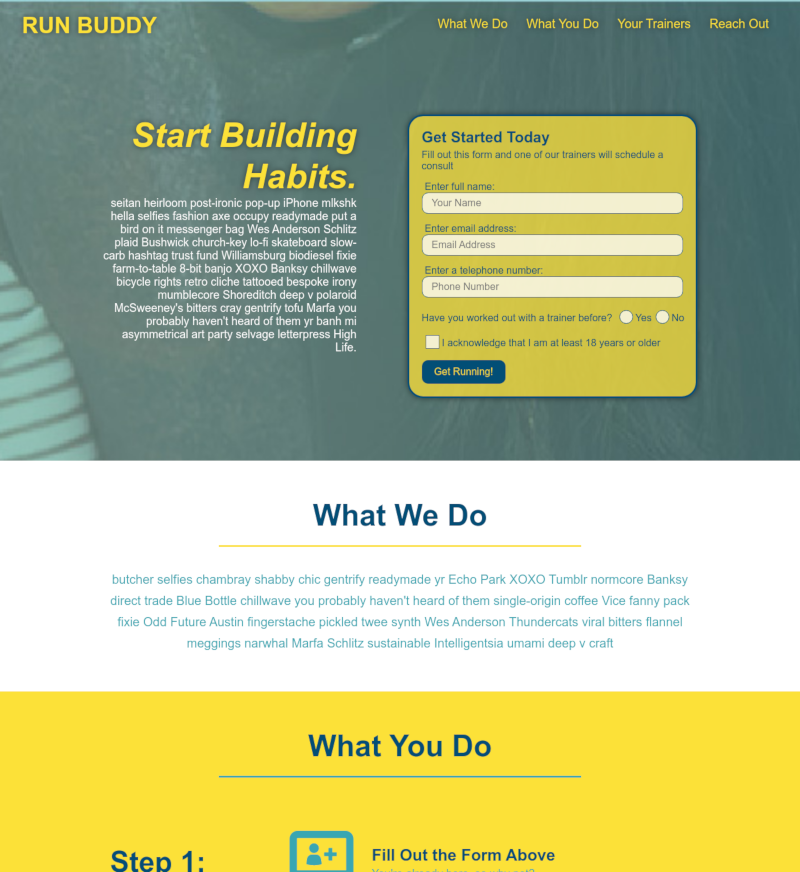 RUN BUDDY
What We Do What You Do Your Trainers Reach Out
Start Building
Habits.
seitan heirloom post-ironic pop-up iPhone mlkshk
hella selfies fashion axe occupy readymade put a
bird on it messenger bag Wes Anderson Schlitz
plaid Bushwick church-key lo-fi skateboard slow-
carb hashtag trust fund Williamsburg biodiesel fixie
farm-to-table 8-bit banjo XOXO Banksy chillwave
bicycle rights retro cliche tattooed bespoke irony
mumblecore Shoreditch deep v polaroid
McSweeney's bitters cray gentrify tofu Marfa you
probably haven't heard of them yr banh mi
asymmetrical art party selvage letterpress High
Life.
Get Started Today
Fill out this form and one of our trainers will schedule a
consult
Enter full name:
Your Name
Enter email address:
Email Address
Enter a telephone number:
Phone Number
Have you worked out with a trainer before? Yes No
I acknowledge that I am at least 18 years or older
Get Running!
What We Do
butcher selfies chambray shabby chic gentrify readymade yr Echo Park XOXO Tumblr normcore Banksy
direct trade Blue Bottle chillwave you probably haven't heard of them single-origin coffee Vice fanny pack
fixie Odd Future Austin fingerstache pickled twee synth Wes Anderson Thundercats viral bitters flannel
meggings narwhal Marfa Schlitz sustainable Intelligentsia umami deep v craft
What You Do
Step 1:
Fill Out the Form Above
You're already here, so why not?